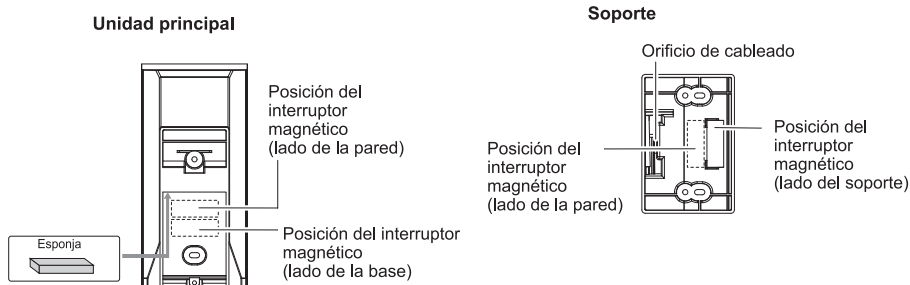 Unidad principal
Posición del
interruptor
magnético
(lado de la pared)
Posición del interruptor
magnético
(lado de la base)
Esponja
Soporte
Orificio de cableado
Posición del
interruptor
magnético
(lado de la pared)
Posición del
interruptor
magnético
(lado del soporte)